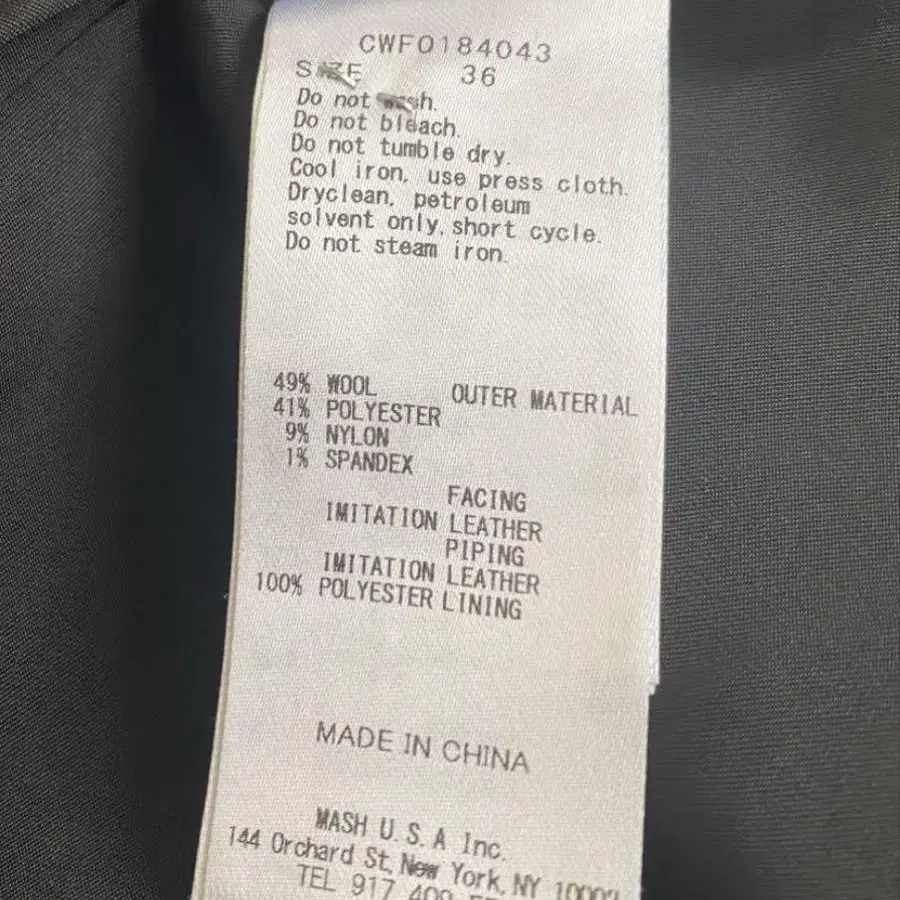 CWF0184043
SIZE 36
Do not wash.
Do not bleach.
Do not tumble dry.
Cool iron, use press cloth.
Dryclean, petroleum
solvent only, short cycle.
Do not steam iron.
49% WOOL OUTER MATERIAL
41% POLYESTER
9% NYLON
1% SPANDEX
FACING
IMITATION LEATHER
PIPING
IMITATION LEATHER
100% POLYESTER LINING
MADE IN CHINA
MASH U.S.A Inc.
144 Orchard St, New York, NY
TEL 917 409